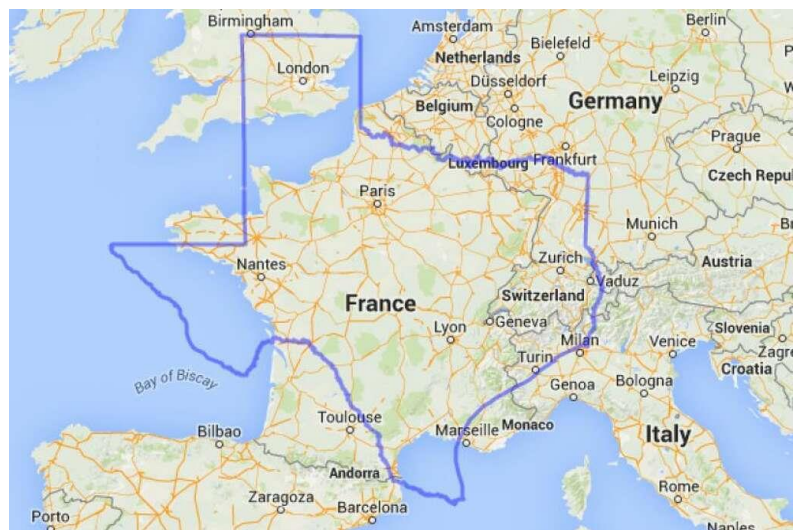 Birmingham
Amsterdam
Berlin
Netherlands
Bielefeld
P
London
Düsseldorf
Leipzig
W
Belgium
Cologne
Germany
Prague
Luxembourg
Frankfurt
Czech Repu
Paris
Munich
Br
Zurich
Austria
Nantes
Vaduz
Switzerland
France
Geneva
Slovenia
Lyon
Milan
Venice
Zagre
Turin
Croatia
Bay of Biscay
Genoa
Bologna
Toulouse
Marseille
Monaco
Bilbao
Italy
Andorra
Porto
Zaragoza
Rome
Barcelona
Naples